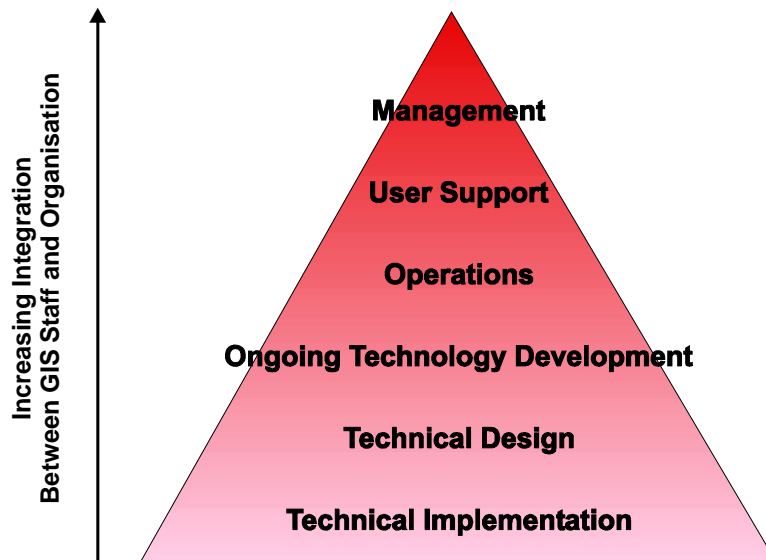 Increasing Integration
Between GIS Staff and Organisation
Management
User Support
Operations
Ongoing Technology Development
Technical Design
Technical Implementation